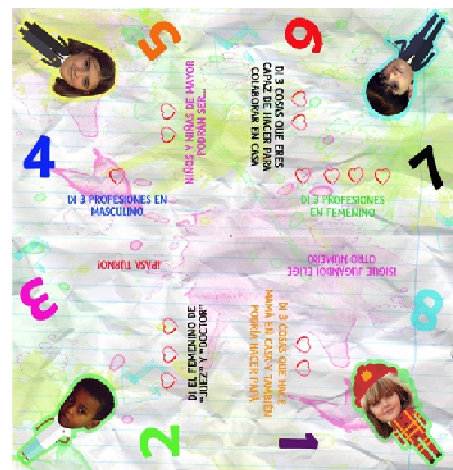 5
NIÑOS Y NIÑAS DE MAYOR
PODRÁN SER...
6
DI 3 COSAS QUE ERES
CAPAZ DE HACER PARA
COLABORAR EN CASA
4
DI 3 PROFESIONES EN
MASCULINO
7
DI 3 PROFESIONES
EN FEMENINO
3
¡PASA TURNO!
8
¡SIGUE JUGANDO! ELIGE
OTRO NÚMERO
2
DI EL FEMENINO DE
"JUEZ" Y "DOCTOR"
1
DI 3 COSAS QUE HACE
MAMÁ EN CASA Y TAMBIÉN
PODRÍA HACER PAPÁ